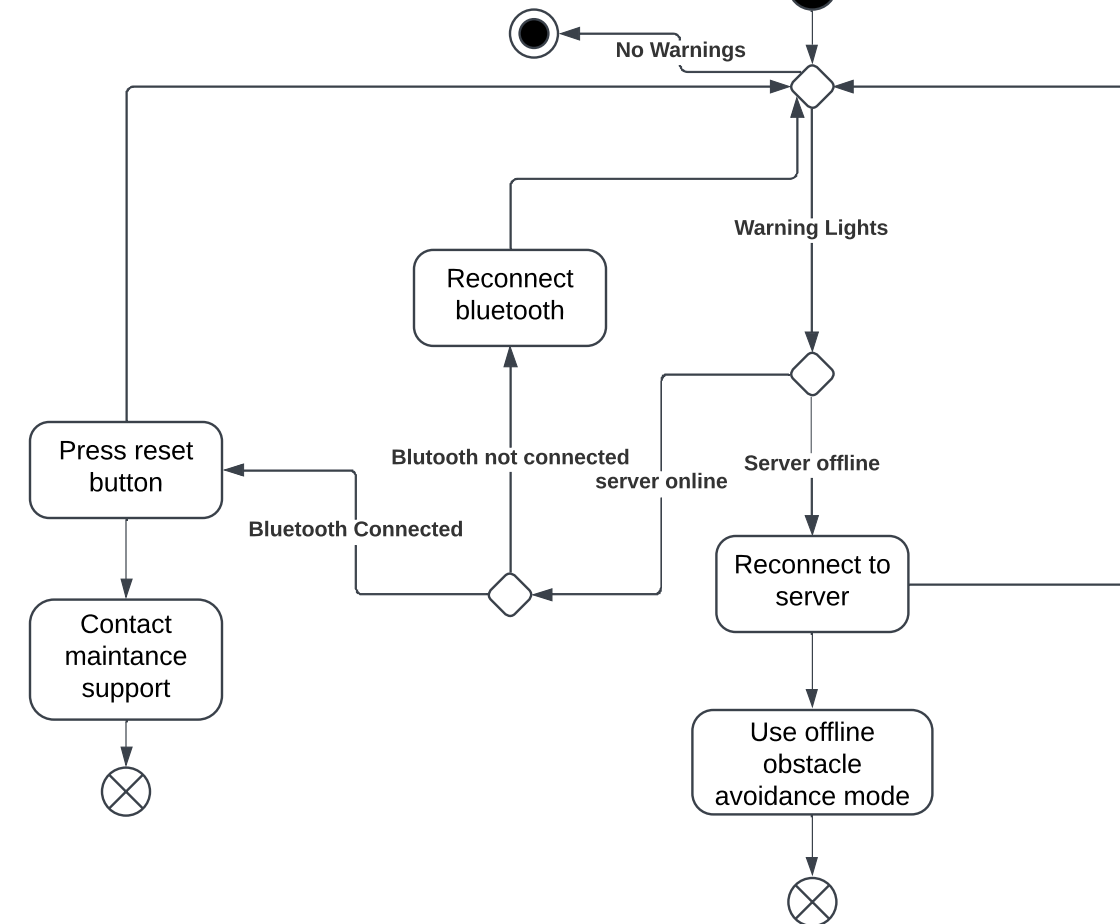 No Warnings
Warning Lights
Reconnect
bluetooth
Press reset
button
Blutooth not connected
server online
Server offline
Bluetooth Connected
Reconnect to
server
Contact
maintance
support
Use offline
obstacle
avoidance mode